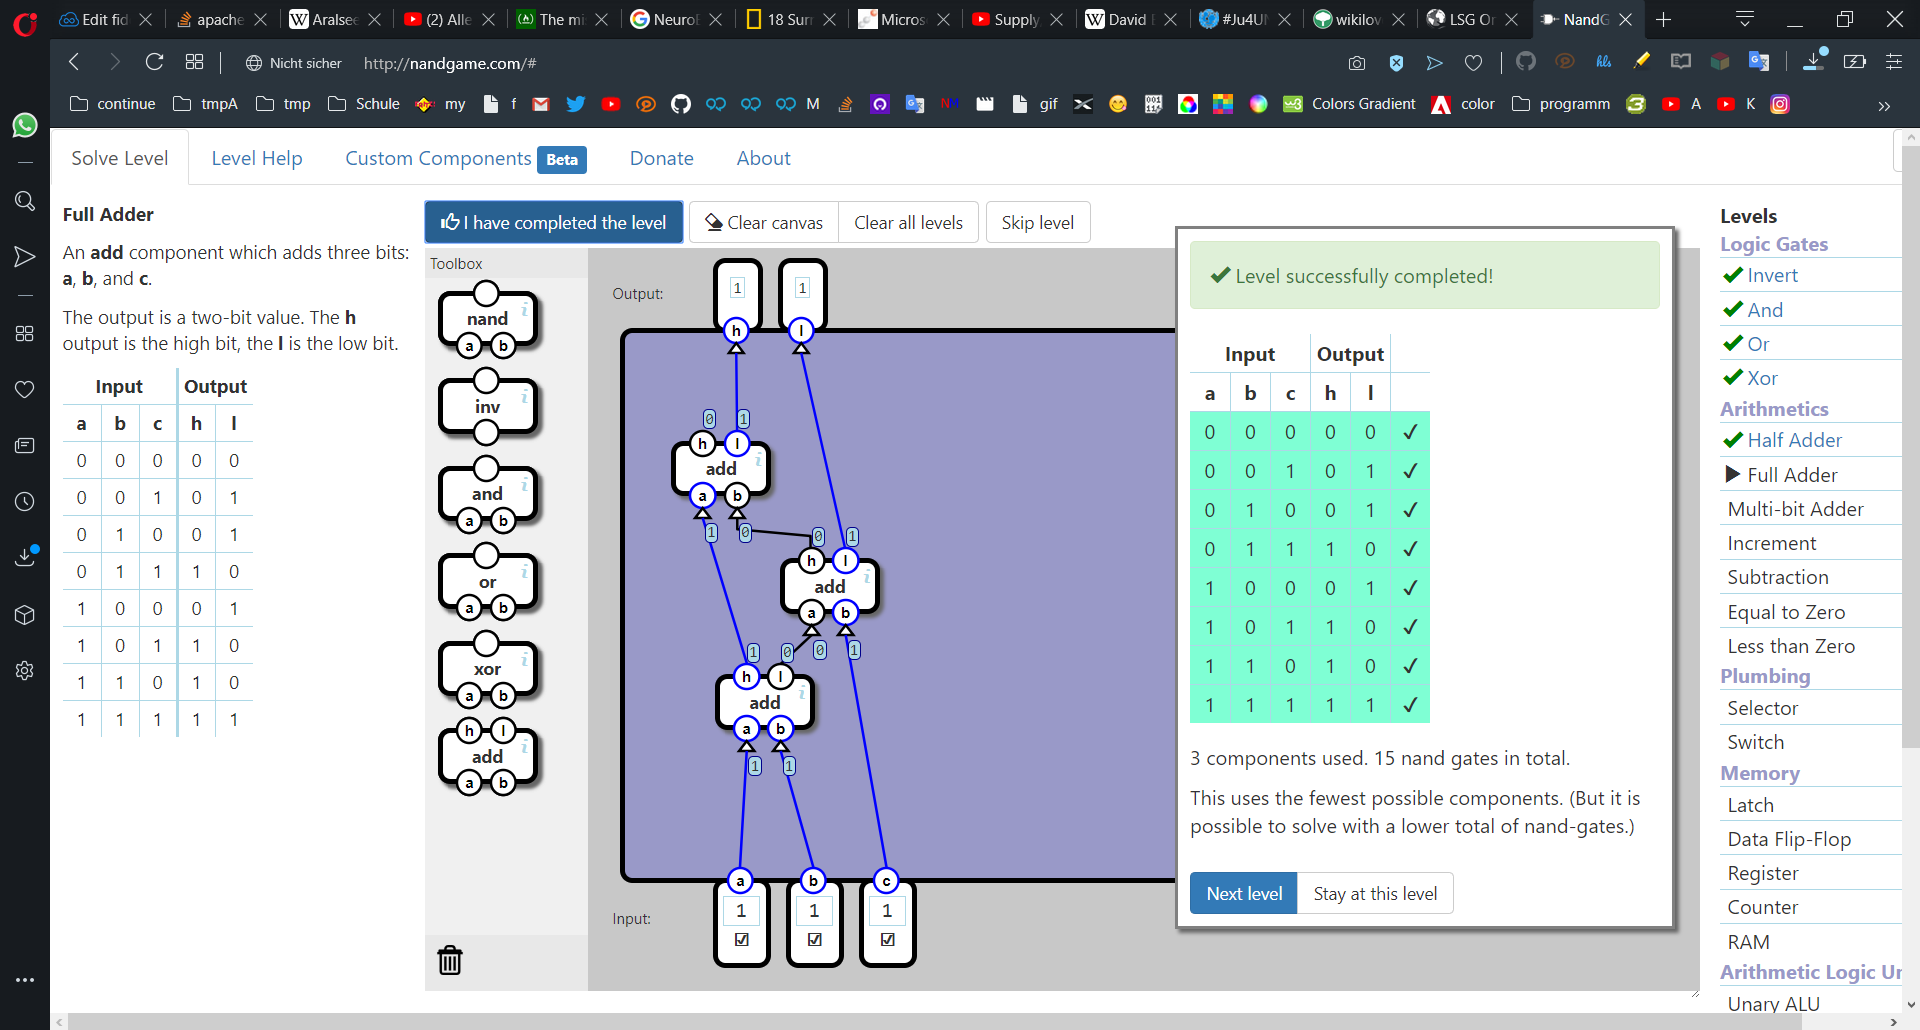 Edit fid
apache
Aralsee
(2) Alle
The mi
NeuroE
18 Surr
Micros
Supply
David E
#Ju4UN
wikilov
LSG Or
NandG
Nicht sicher http://nandgame.com/#
continue tmpA tmp Schule my f M gif Colors Gradient color programm A K
Solve Level Level Help Custom Components Beta Donate About
Full Adder
An add component which adds three bits:
a, b, and c.
The output is a two-bit value. The h
output is the high bit, the l is the low bit.
Input Output
a b c h l
0 0 0 0 0
0 0 1 0 1
0 1 0 0 1
0 1 1 1 0
1 0 0 0 1
1 0 1 1 0
1 1 0 1 0
1 1 1 1 1
I have completed the level Clear canvas Clear all levels Skip level
Toolbox
nand
a b
inv
and
a b
or
a b
xor
a b
h l
add
a b
Output:
1 1
h l
0 1
h l
add
a b
1 0 0 1
h l
add
a b
1 0 0 1
h l
add
a b
1 1
a b c
Input: 1 1 1
Level successfully completed!
Input Output
a b c h l
0 0 0 0 0 ✓
0 0 1 0 1 ✓
0 1 0 0 1 ✓
0 1 1 1 0 ✓
1 0 0 0 1 ✓
1 0 1 1 0 ✓
1 1 0 1 0 ✓
1 1 1 1 1 ✓
3 components used. 15 nand gates in total.
This uses the fewest possible components. (But it is
possible to solve with a lower total of nand-gates.)
Next level Stay at this level
Levels
Logic Gates
Invert
And
Or
Xor
Arithmetics
Half Adder
Full Adder
Multi-bit Adder
Increment
Subtraction
Equal to Zero
Less than Zero
Plumbing
Selector
Switch
Memory
Latch
Data Flip-Flop
Register
Counter
RAM
Arithmetic Logic Un
Unary ALU